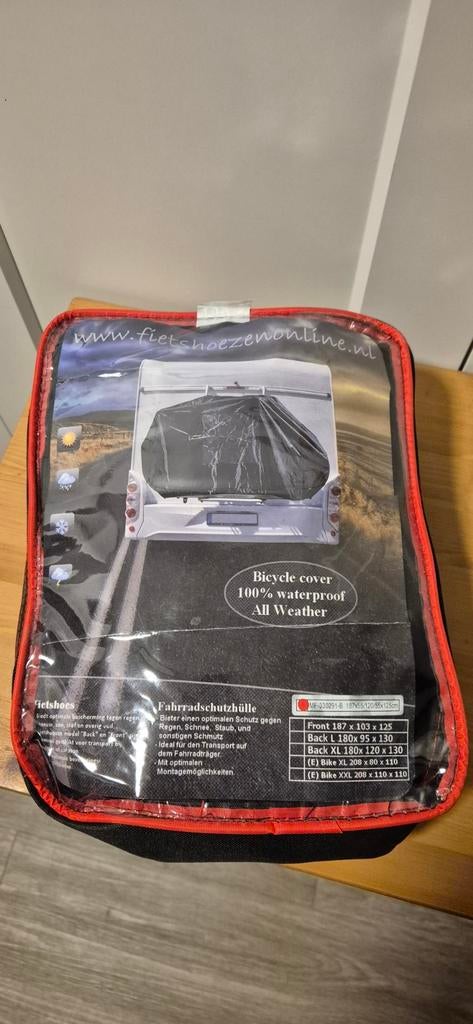 www.fietshoezenonline.nl
Bicycle cover
100% waterproof
All Weather
Fietshoes
Fahrradschutzhülle
Bieter einen optimalen Schutz gegen
Regen, Schnee, Staub, und
sonstigen Schmutz
- Ideal für den Transport auf
dem Fahrradträger.
- Mit optimalen
Montagemöglichkeiten.
Front 187 x 103 x 125
Back L 180x 95 x 130
Back XL 180x 120 x 130
(E) Bike XL 208 x 80 x 110
(E) Bike XXL 208 x 110 x 110